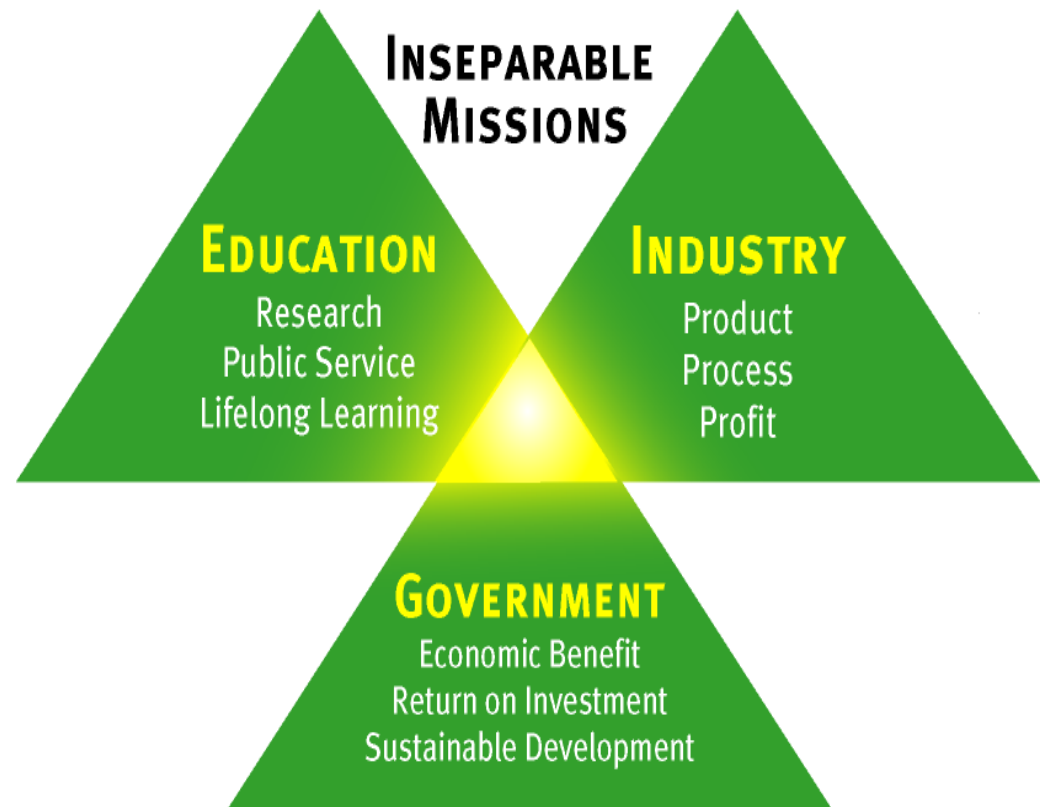 INSEPARABLE
MISSIONS
EDUCATION
Research
Public Service
Lifelong Learning
INDUSTRY
Product
Process
Profit
GOVERNMENT
Economic Benefit
Return on Investment
Sustainable Development